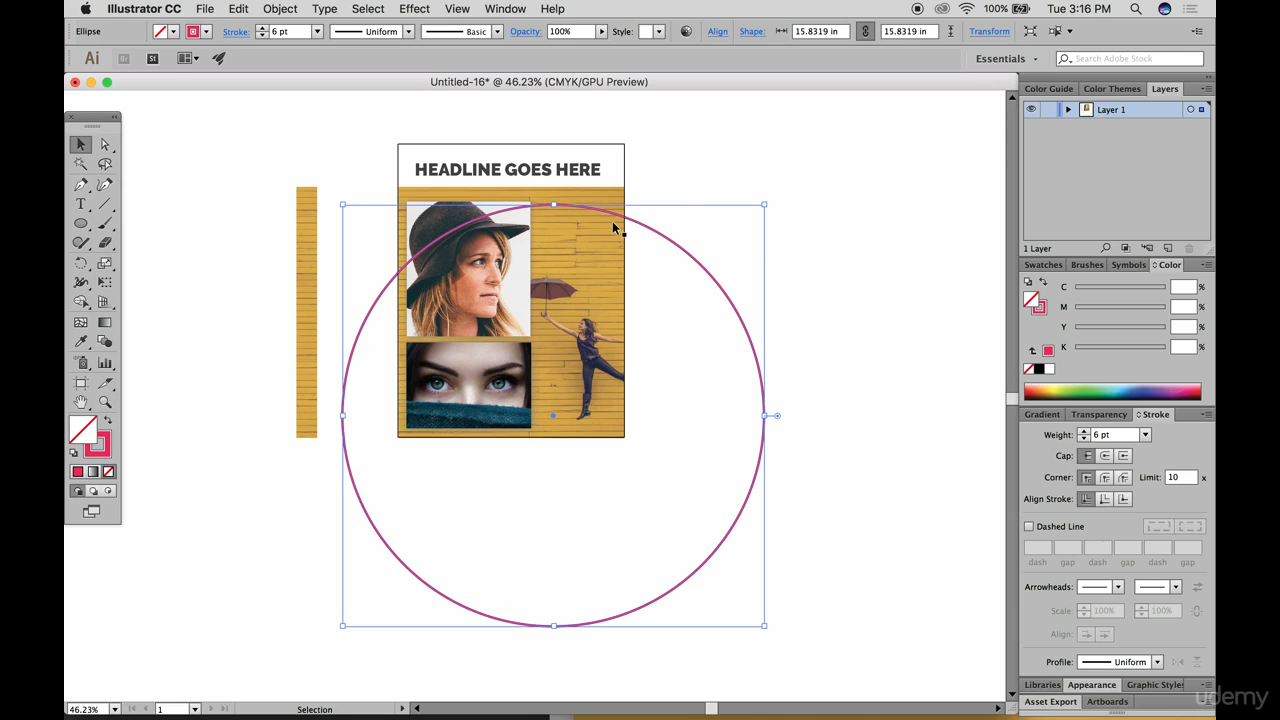 Illustrator CC File Edit Object Type Select Effect View Window Help 100% Tue 3:16 PM
Ellipse Stroke: 6 pt Uniform Basic Opacity: 100% Style: Align Shape: 15.8319 in 15.8319 in Transform
Ai Br St Essentials Search Adobe Stock
Untitled-16* @ 46.23% (CMYK/GPU Preview)
Color Guide Color Themes Layers
Layer 1
HEADLINE GOES HERE
1 Layer
Swatches Brushes Symbols Color
C %
M %
Y %
K %
Gradient Transparency Stroke
Weight: 6 pt
Cap:
Corner: Limit: 10 x
Align Stroke:
Dashed Line
dash gap dash gap dash gap
Arrowheads:
Scale: 100% 100%
Align:
Profile: Uniform
Libraries Appearance Graphic Styles
Asset Export Artboards
46.23% 1 Selection
udemy